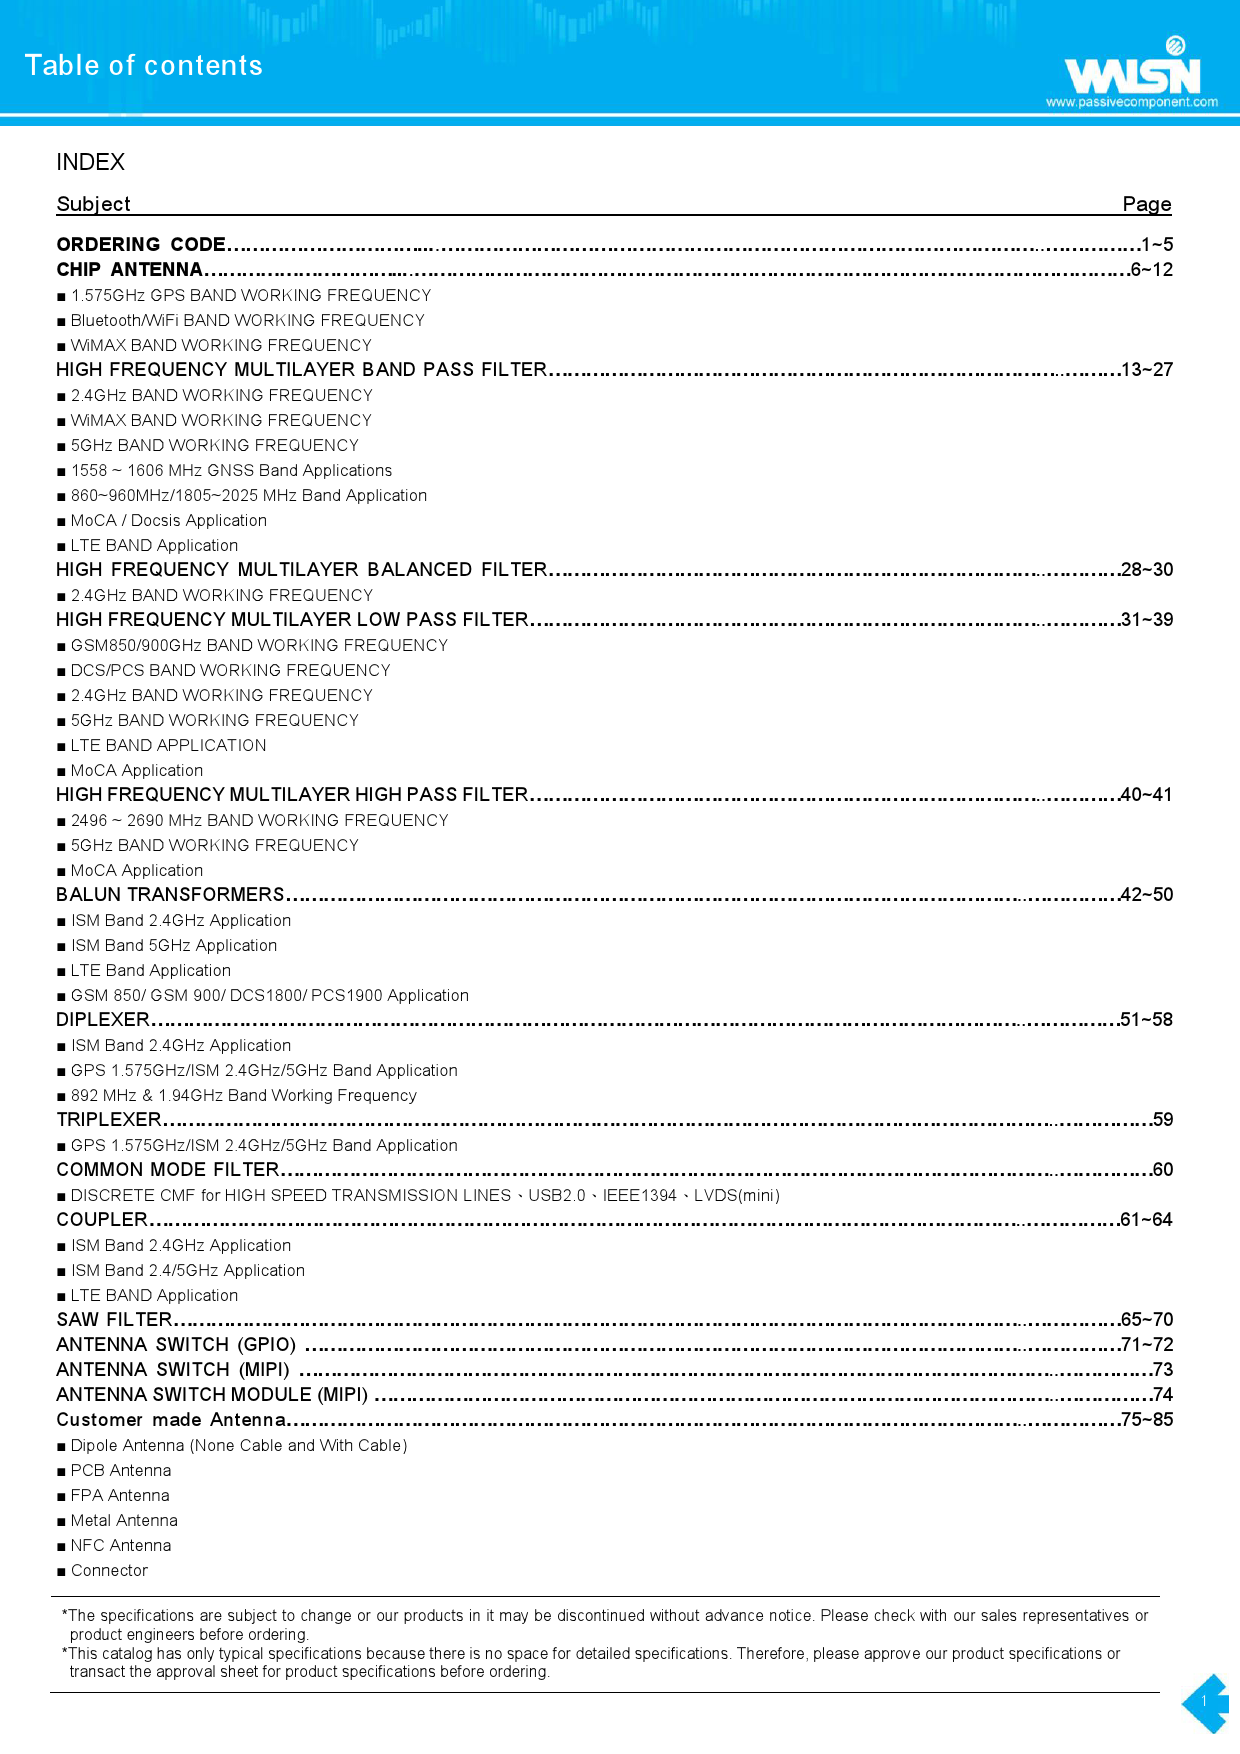 Table of contents
WALSIN
www.passivecomponent.com
INDEX
Subject Page
ORDERING CODE…………………………………………………………………………………………1~5
CHIP ANTENNA…………………………………………………………………………………………6~12
■ 1.575GHz GPS BAND WORKING FREQUENCY
■ Bluetooth/WiFi BAND WORKING FREQUENCY
■ WiMAX BAND WORKING FREQUENCY
HIGH FREQUENCY MULTILAYER BAND PASS FILTER……………………………………………………13~27
■ 2.4GHz BAND WORKING FREQUENCY
■ WiMAX BAND WORKING FREQUENCY
■ 5GHz BAND WORKING FREQUENCY
■ 1558 ~ 1606 MHz GNSS Band Applications
■ 860~960MHz/1805~2025 MHz Band Application
■ MoCA / Docsis Application
■ LTE BAND Application
HIGH FREQUENCY MULTILAYER BALANCED FILTER……………………………………………………28~30
■ 2.4GHz BAND WORKING FREQUENCY
HIGH FREQUENCY MULTILAYER LOW PASS FILTER……………………………………………………31~39
■ GSM850/900GHz BAND WORKING FREQUENCY
■ DCS/PCS BAND WORKING FREQUENCY
■ 2.4GHz BAND WORKING FREQUENCY
■ 5GHz BAND WORKING FREQUENCY
■ LTE BAND APPLICATION
■ MoCA Application
HIGH FREQUENCY MULTILAYER HIGH PASS FILTER……………………………………………………40~41
■ 2496 ~ 2690 MHz BAND WORKING FREQUENCY
■ 5GHz BAND WORKING FREQUENCY
■ MoCA Application
BALUN TRANSFORMERS…………………………………………………………………………………42~50
■ ISM Band 2.4GHz Application
■ ISM Band 5GHz Application
■ LTE Band Application
■ GSM 850/ GSM 900/ DCS1800/ PCS1900 Application
DIPLEXER…………………………………………………………………………………………………51~58
■ ISM Band 2.4GHz Application
■ GPS 1.575GHz/ISM 2.4GHz/5GHz Band Application
■ 892 MHz & 1.94GHz Band Working Frequency
TRIPLEXER…………………………………………………………………………………………………59
■ GPS 1.575GHz/ISM 2.4GHz/5GHz Band Application
COMMON MODE FILTER……………………………………………………………………………………60
■ DISCRETE CMF for HIGH SPEED TRANSMISSION LINES、USB2.0、IEEE1394、LVDS(mini)
COUPLER…………………………………………………………………………………………………61~64
■ ISM Band 2.4GHz Application
■ ISM Band 2.4/5GHz Application
■ LTE BAND Application
SAW FILTER………………………………………………………………………………………………65~70
ANTENNA SWITCH (GPIO) …………………………………………………………………………………71~72
ANTENNA SWITCH (MIPI) ……………………………………………………………………………………73
ANTENNA SWITCH MODULE (MIPI) …………………………………………………………………………74
Customer made Antenna…………………………………………………………………………………75~85
■ Dipole Antenna (None Cable and With Cable)
■ PCB Antenna
■ FPA Antenna
■ Metal Antenna
■ NFC Antenna
■ Connector
*The specifications are subject to change or our products in it may be discontinued without advance notice. Please check with our sales representatives or
product engineers before ordering.
*This catalog has only typical specifications because there is no space for detailed specifications. Therefore, please approve our product specifications or
transact the approval sheet for product specifications before ordering.
1